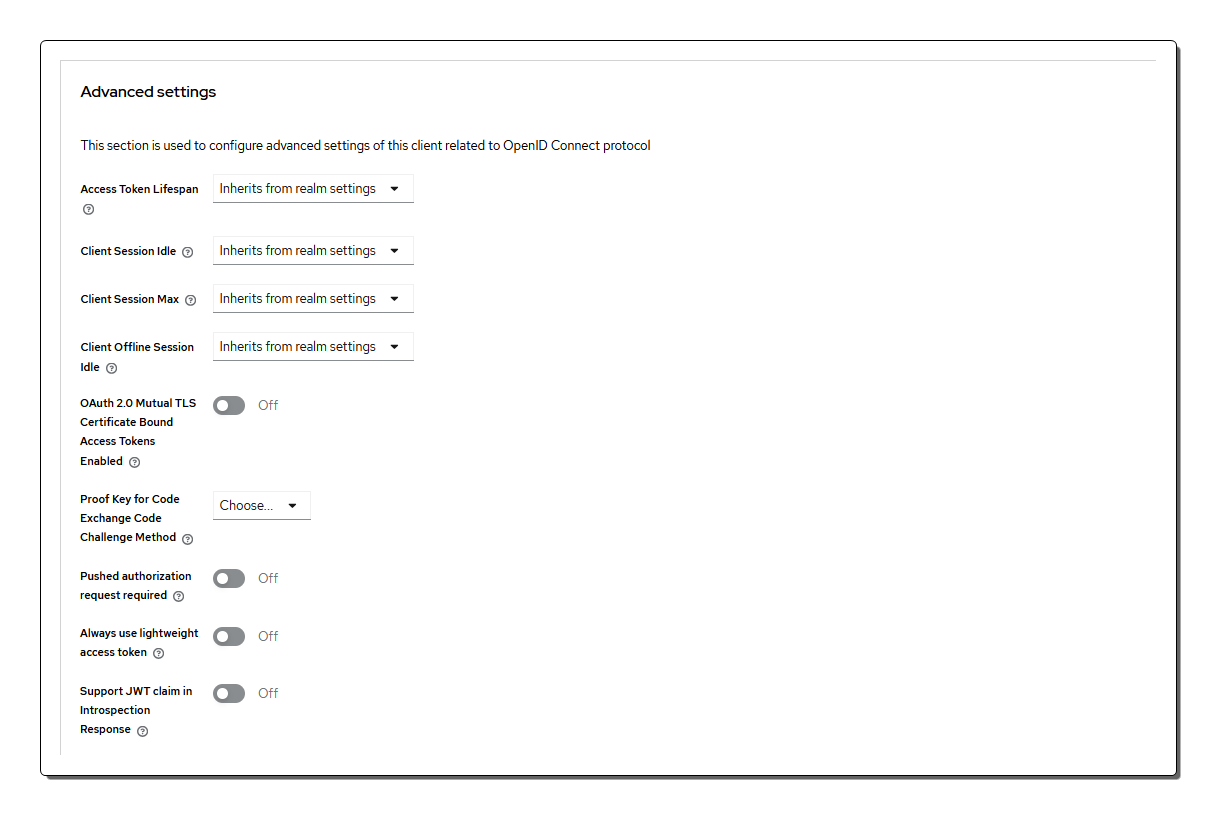 Advanced settings
This section is used to configure advanced settings of this client related to OpenID Connect protocol
Access Token Lifespan
Inherits from realm settings
Client Session Idle
Inherits from realm settings
Client Session Max
Inherits from realm settings
Client Offline Session
Idle
Inherits from realm settings
OAuth 2.0 Mutual TLS
Certificate Bound
Access Tokens
Enabled
Off
Proof Key for Code
Exchange Code
Challenge Method
Choose...
Pushed authorization
request required
Off
Always use lightweight
access token
Off
Support JWT claim in
Introspection
Response
Off